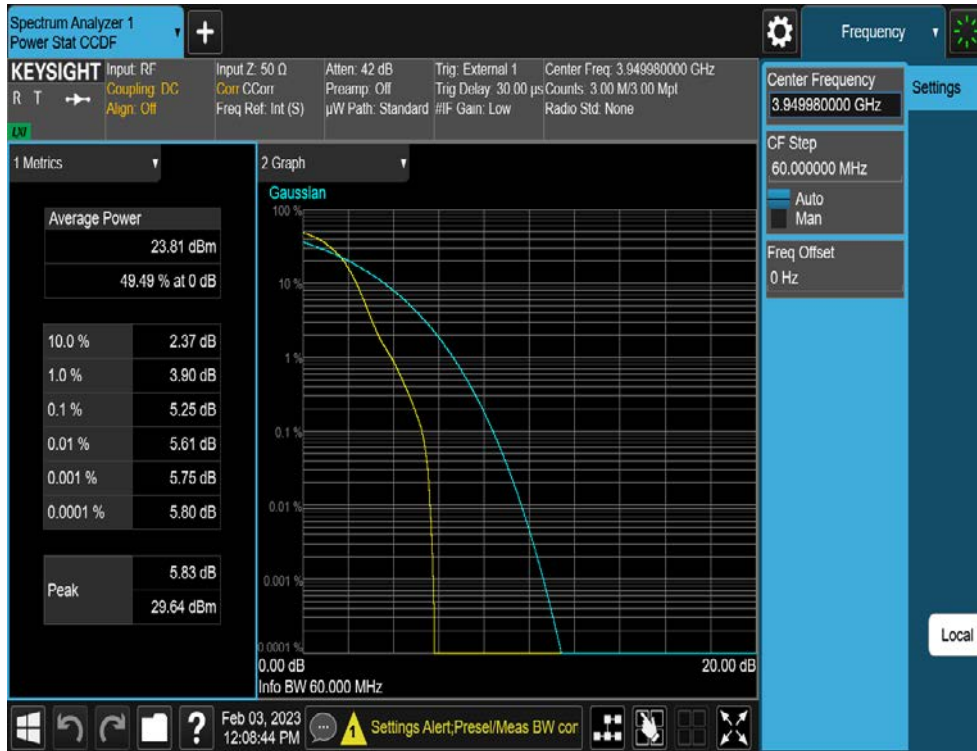 Spectrum Analyzer 1
Power Stat CCDF
+
Frequency
KEYSIGHT
R T
LXI
Input: RF
Coupling: DC
Align: Off
Input Z: 50 Ω
Corr CCorr
Freq Ref: Int (S)
Atten: 42 dB
Preamp: Off
µW Path: Standard
Trig: External 1
Trig Delay: 30.00 µs
#IF Gain: Low
Center Freq: 3.949980000 GHz
Counts: 3.00 M/3.00 Mpt
Radio Std: None
Center Frequency
3.949980000 GHz
Settings
CF Step
60.000000 MHz
Auto
Man
Freq Offset
0 Hz
Local
1 Metrics
Average Power
23.81 dBm
49.49 % at 0 dB
10.0 % 2.37 dB
1.0 % 3.90 dB
0.1 % 5.25 dB
0.01 % 5.61 dB
0.001 % 5.75 dB
0.0001 % 5.80 dB
Peak
5.83 dB
29.64 dBm
2 Graph
Gaussian
100 %
10 %
1 %
0.1 %
0.01 %
0.001 %
0.0001 %
0.00 dB 20.00 dB
Info BW 60.000 MHz
?
Feb 03, 2023
12:08:44 PM
1
Settings Alert;Presel/Meas BW cor